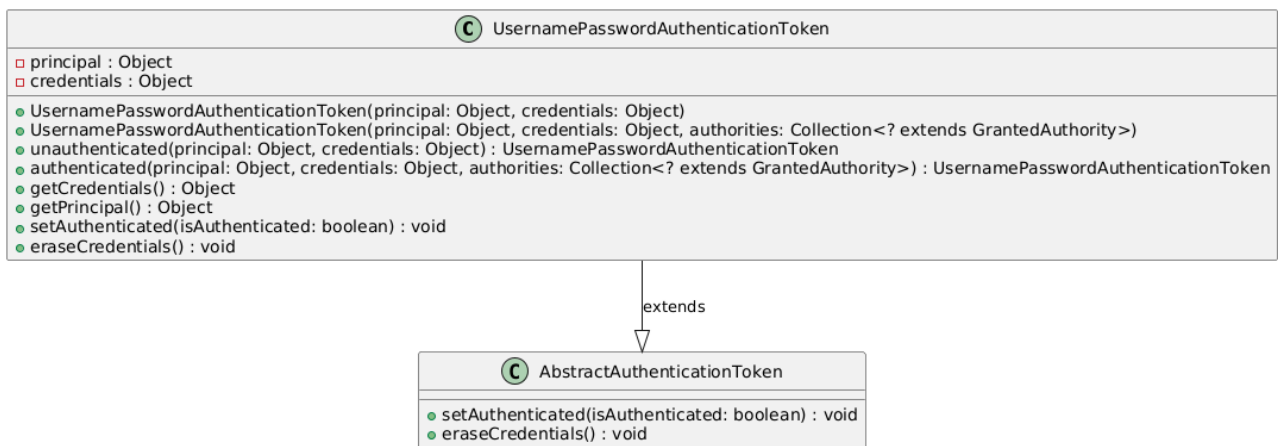 C UsernamePasswordAuthenticationToken
principal : Object
credentials : Object
UsernamePasswordAuthenticationToken(principal: Object, credentials: Object)
UsernamePasswordAuthenticationToken(principal: Object, credentials: Object, authorities: Collection<? extends GrantedAuthority>)
unauthenticated(principal: Object, credentials: Object) : UsernamePasswordAuthenticationToken
authenticated(principal: Object, credentials: Object, authorities: Collection<? extends GrantedAuthority>) : UsernamePasswordAuthenticationToken
getCredentials() : Object
getPrincipal() : Object
setAuthenticated(isAuthenticated: boolean) : void
eraseCredentials() : void
extends
C AbstractAuthenticationToken
setAuthenticated(isAuthenticated: boolean) : void
eraseCredentials() : void